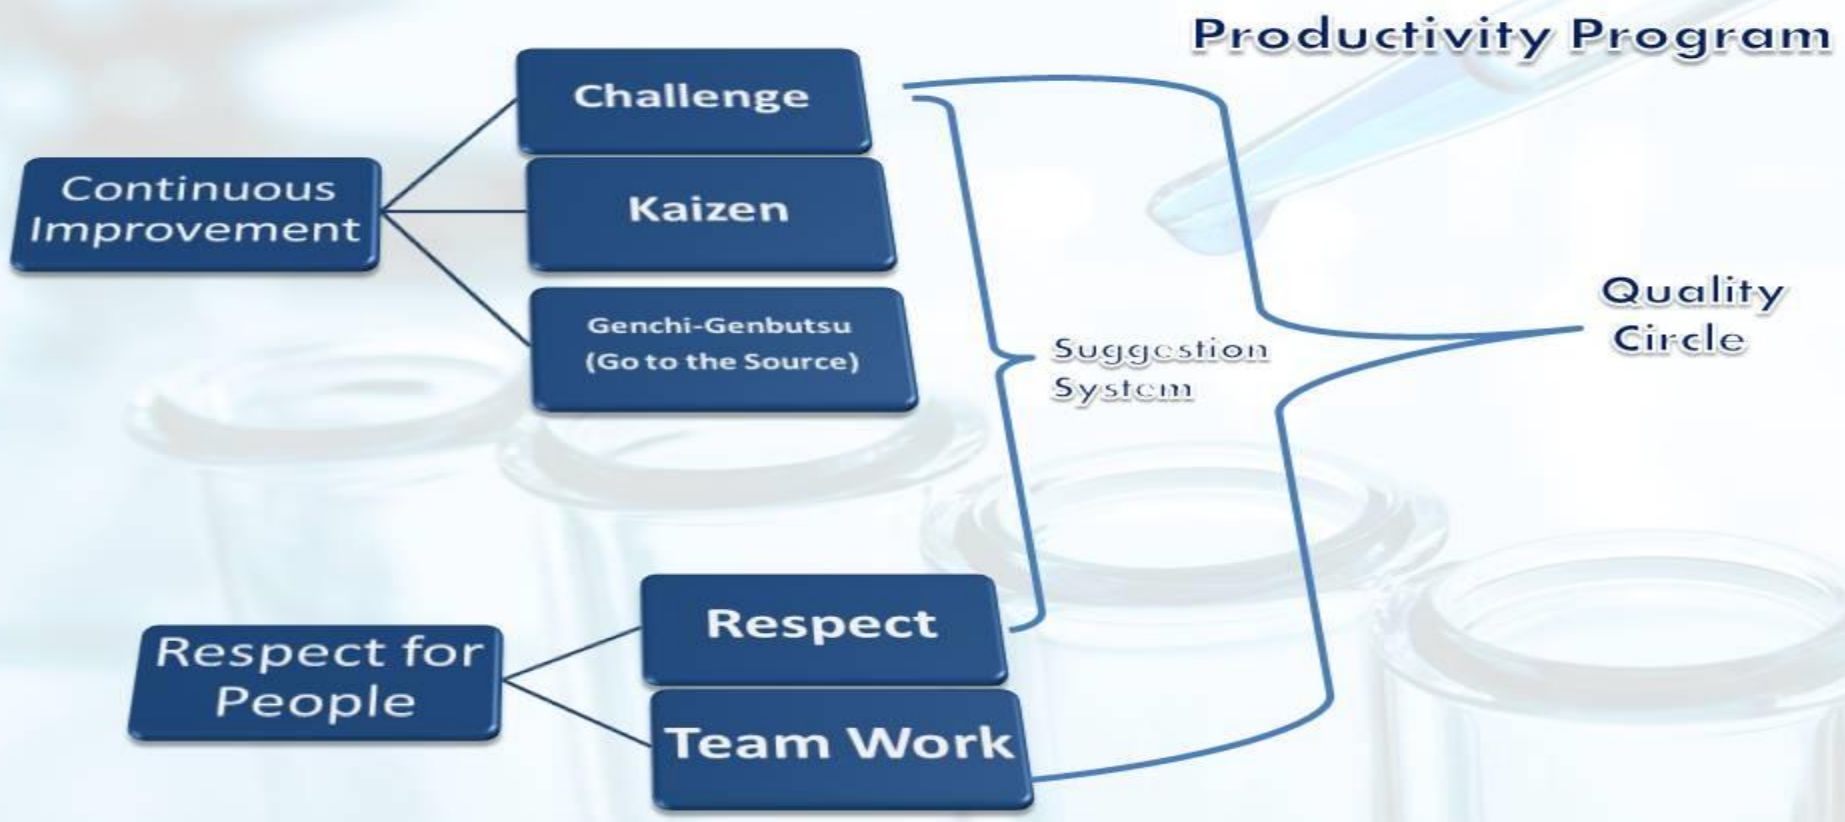 Productivity Program
Challenge
Continuous
Improvement
Kaizen
Genchi-Genbutsu
(Go to the Source)
Suggestion
System
Quality
Circle
Respect for
People
Respect
Team Work